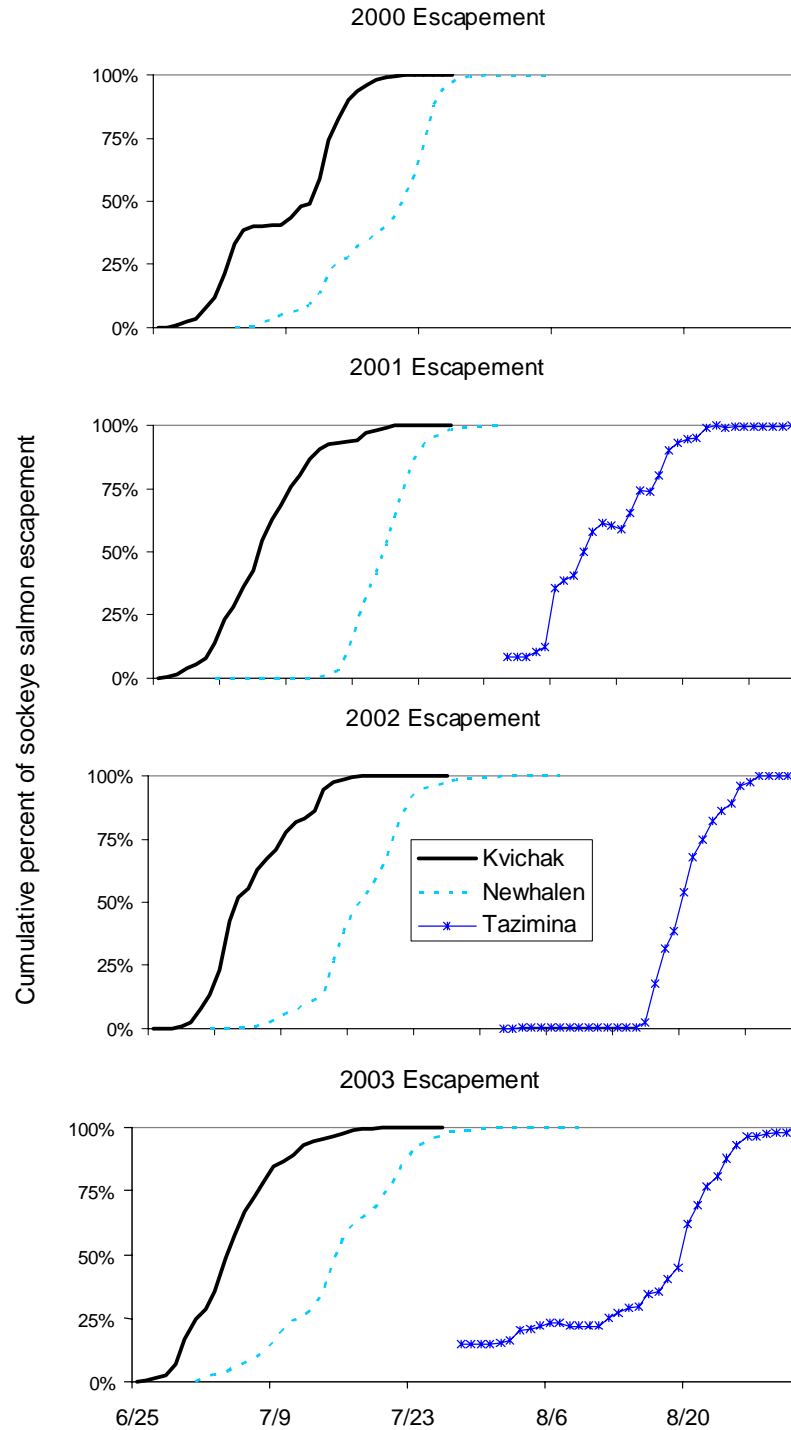 2000 Escapement
100%
75%
50%
25%
0%
2001 Escapement
100%
75%
50%
25%
0%
Cumulative percent of sockeye salmon escapement
2002 Escapement
100%
75%
50%
25%
0%
Kvichak
Newhalen
Tazimina
2003 Escapement
100%
75%
50%
25%
0%
6/25 7/9 7/23 8/6 8/20